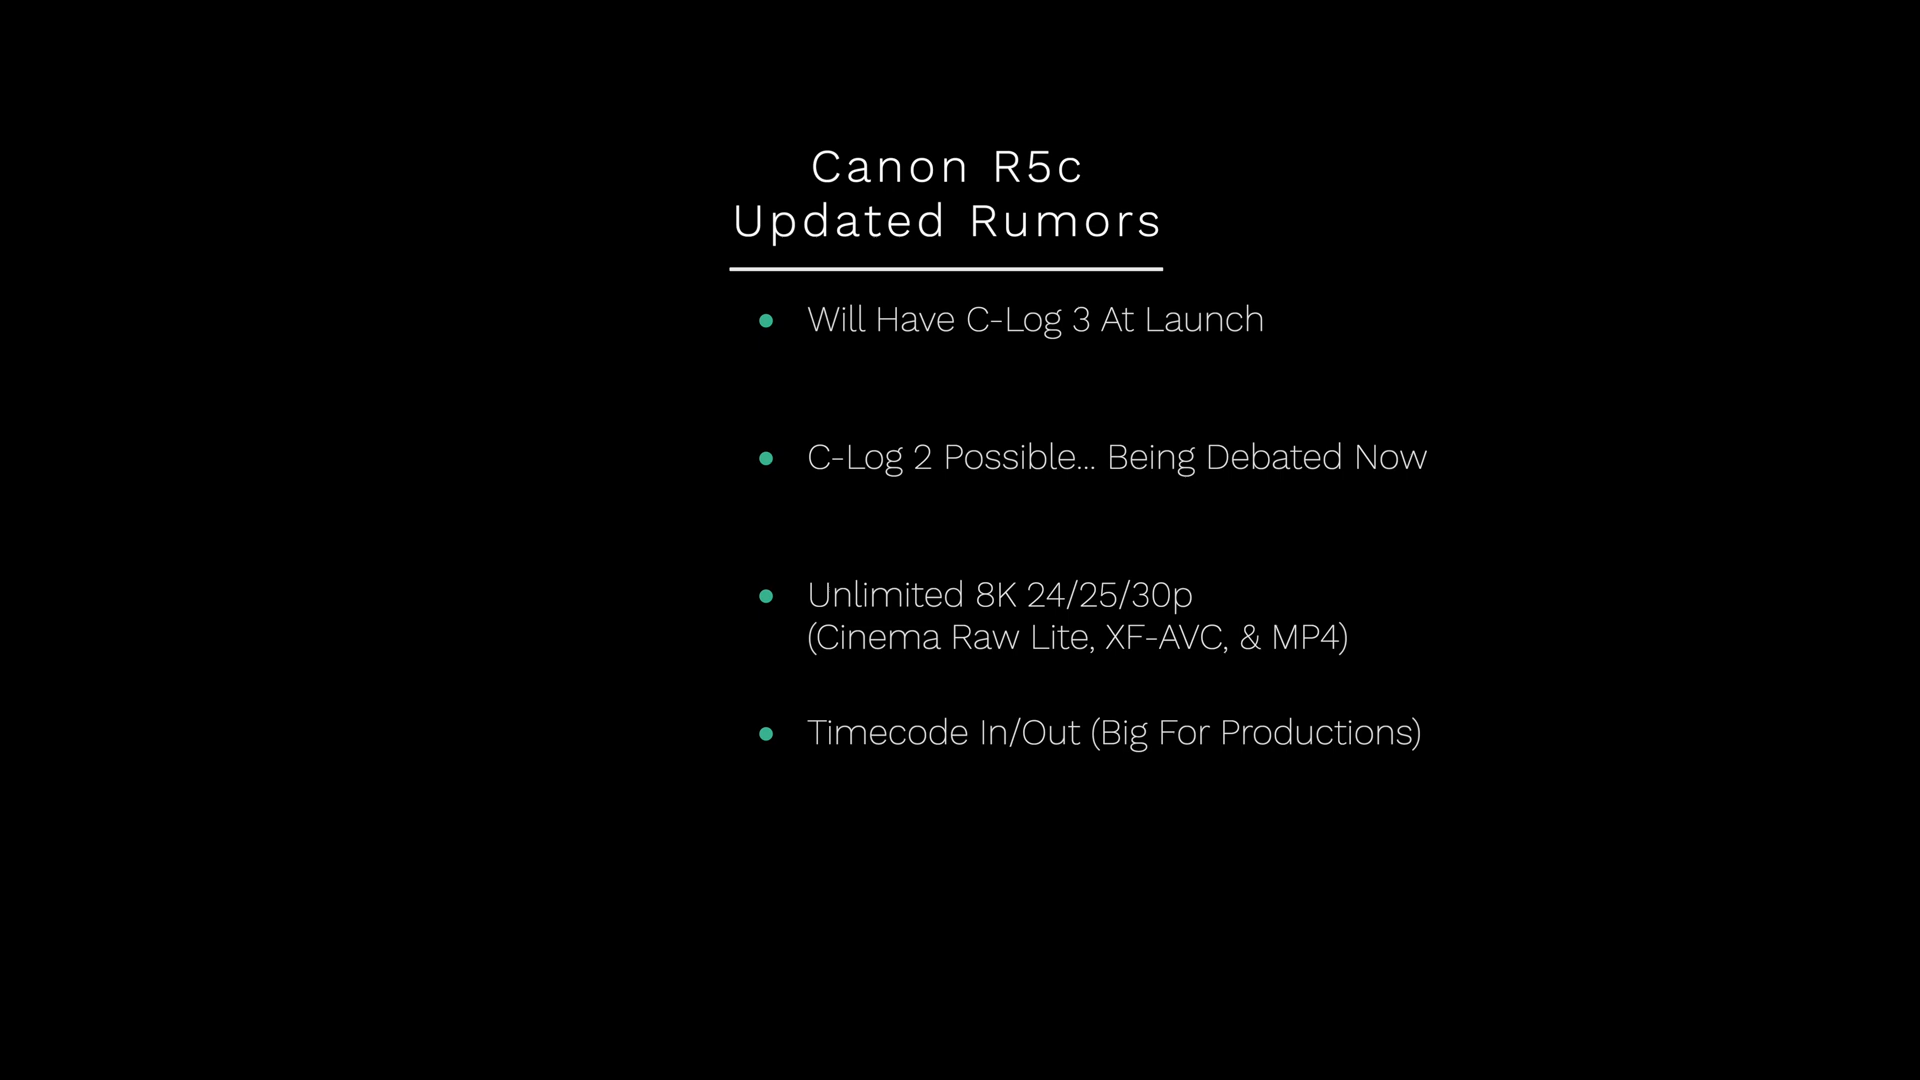 Canon R5c
Updated Rumors
• Will Have C-Log 3 At Launch
• C-Log 2 Possible... Being Debated Now
• Unlimited 8K 24/25/30p
(Cinema Raw Lite, XF-AVC, & MP4)
• Timecode In/Out (Big For Productions)